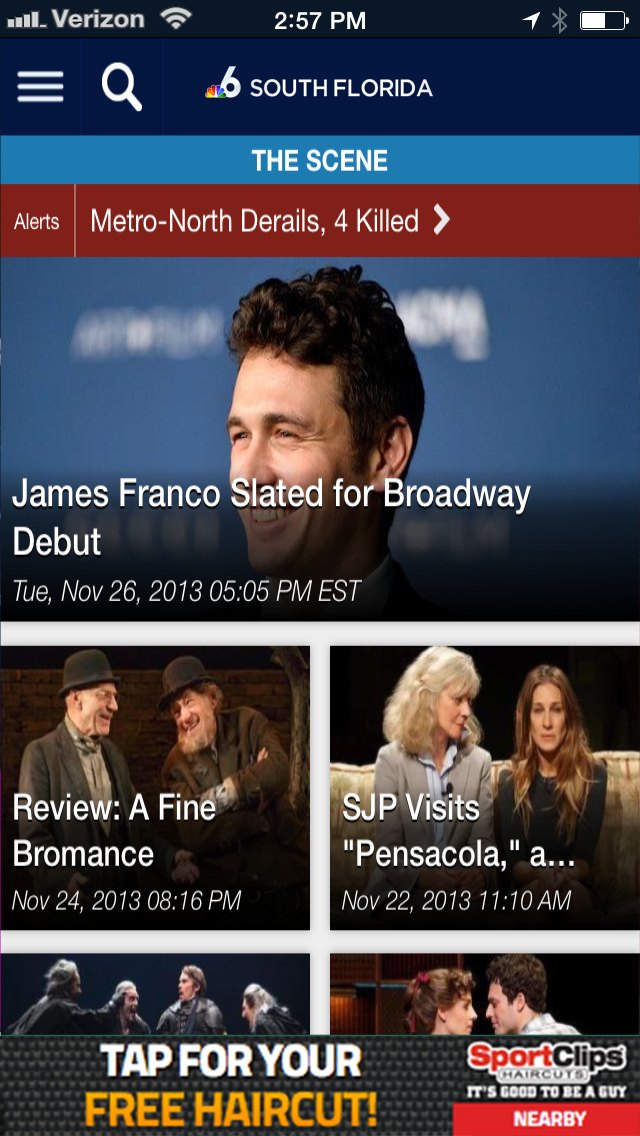 Verizon 2:57 PM
6 SOUTH FLORIDA
THE SCENE
Alerts Metro-North Derails, 4 Killed
James Franco Slated for Broadway
Debut
Tue, Nov 26, 2013 05:05 PM EST
Review: A Fine
Bromance
Nov 24, 2013 08:16 PM
SJP Visits
"Pensacola," a...
Nov 22, 2013 11:10 AM
TAP FOR YOUR
FREE HAIRCUT!
SportClips
HAIRCUTS
IT'S GOOD TO BE A GUY
NEARBY